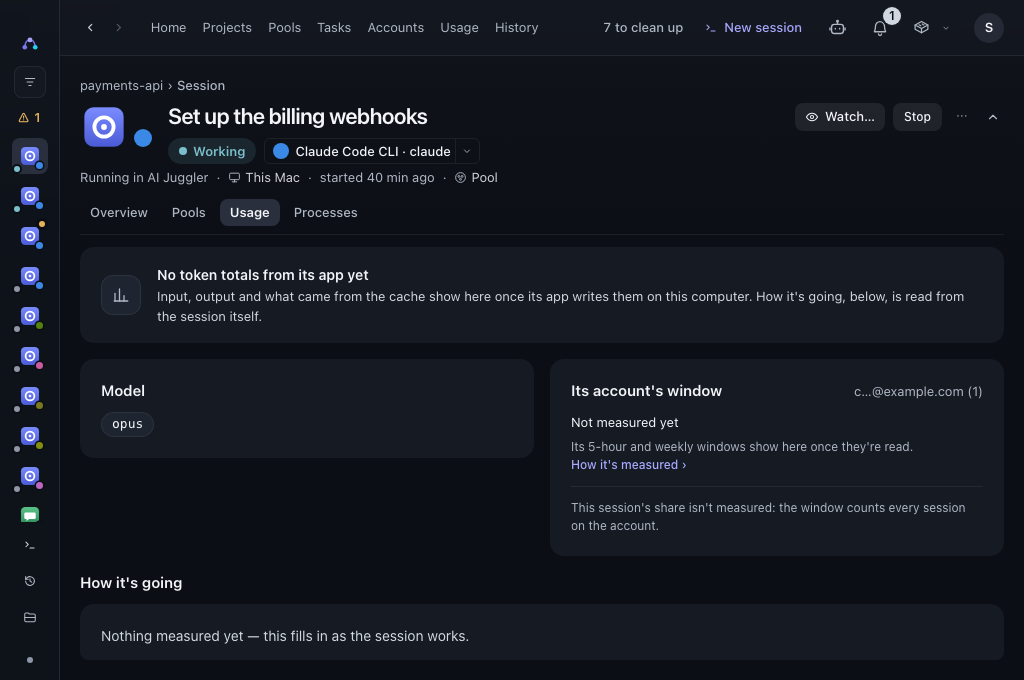 Home Projects Pools Tasks Accounts Usage History 7 to clean up New session 1 S
1
payments-api › Session
Set up the billing webhooks
Watch... Stop
Working Claude Code CLI · claude
Running in AI Juggler · This Mac · started 40 min ago · Pool
Overview Pools Usage Processes
No token totals from its app yet
Input, output and what came from the cache show here once its app writes them on this computer. How it's going, below, is read from
the session itself.
Model
opus
Its account's window c...@example.com (1)
Not measured yet
Its 5-hour and weekly windows show here once they're read.
How it's measured ›
This session's share isn't measured: the window counts every session
on the account.
How it's going
Nothing measured yet — this fills in as the session works.